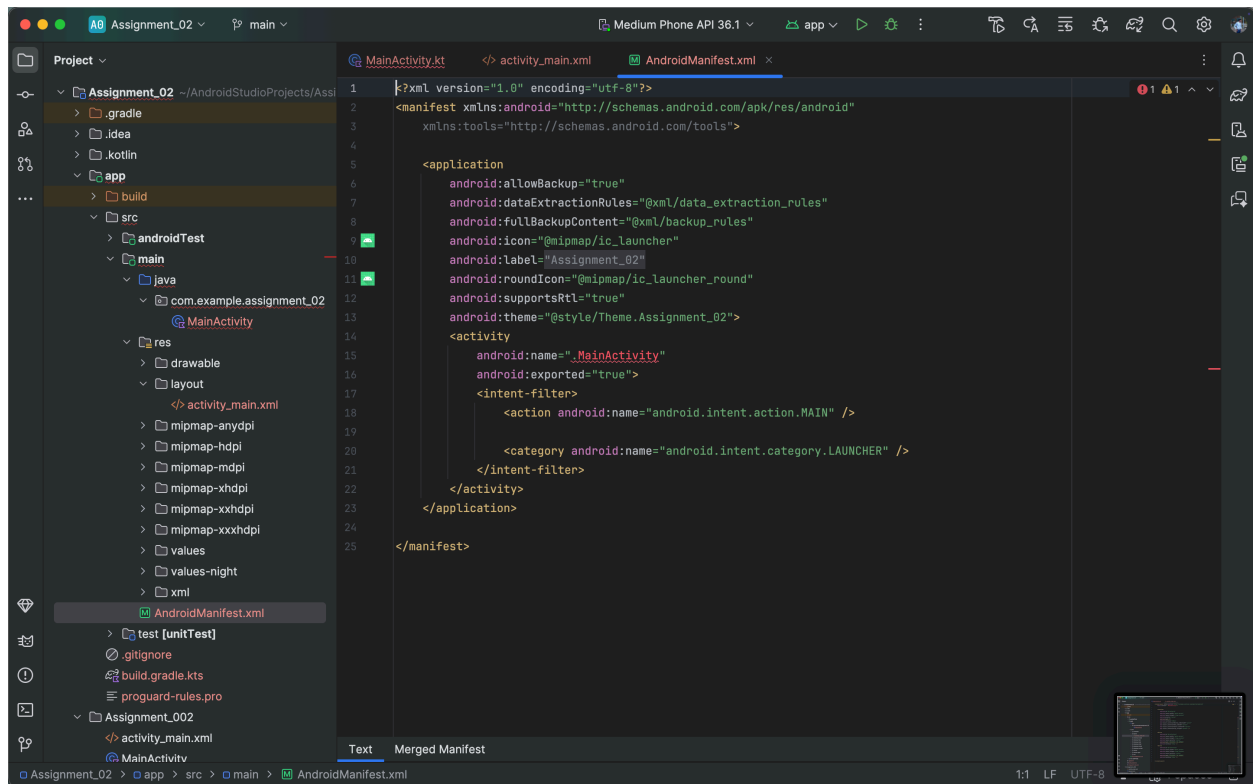 A0 Assignment_02 main Medium Phone API 36.1 app
Project
MainActivity.kt activity_main.xml AndroidManifest.xml
Assignment_02 ~/AndroidStudioProjects/Assi
.gradle
.idea
.kotlin
app
build
src
androidTest
main
java
com.example.assignment_02
MainActivity
res
drawable
layout
activity_main.xml
mipmap-anydpi
mipmap-hdpi
mipmap-mdpi
mipmap-xhdpi
mipmap-xxhdpi
mipmap-xxxhdpi
values
values-night
xml
AndroidManifest.xml
test [unitTest]
.gitignore
build.gradle.kts
proguard-rules.pro
Assignment_002
activity_main.xml
MainActivity
1 <?xml version="1.0" encoding="utf-8"?> 1 1
2 <manifest xmlns:android="http://schemas.android.com/apk/res/android"
3 xmlns:tools="http://schemas.android.com/tools">
4
5 <application
6 android:allowBackup="true"
7 android:dataExtractionRules="@xml/data_extraction_rules"
8 android:fullBackupContent="@xml/backup_rules"
9 android:icon="@mipmap/ic_launcher"
10 android:label="Assignment_02"
11 android:roundIcon="@mipmap/ic_launcher_round"
12 android:supportsRtl="true"
13 android:theme="@style/Theme.Assignment_02">
14 <activity
15 android:name=".MainActivity"
16 android:exported="true">
17 <intent-filter>
18 <action android:name="android.intent.action.MAIN" />
19
20 <category android:name="android.intent.category.LAUNCHER" />
21 </intent-filter>
22 </activity>
23 </application>
24
25 </manifest>
Text Merged Manifest
Assignment_02 > app > src > main > AndroidManifest.xml 1:1 LF UTF-8